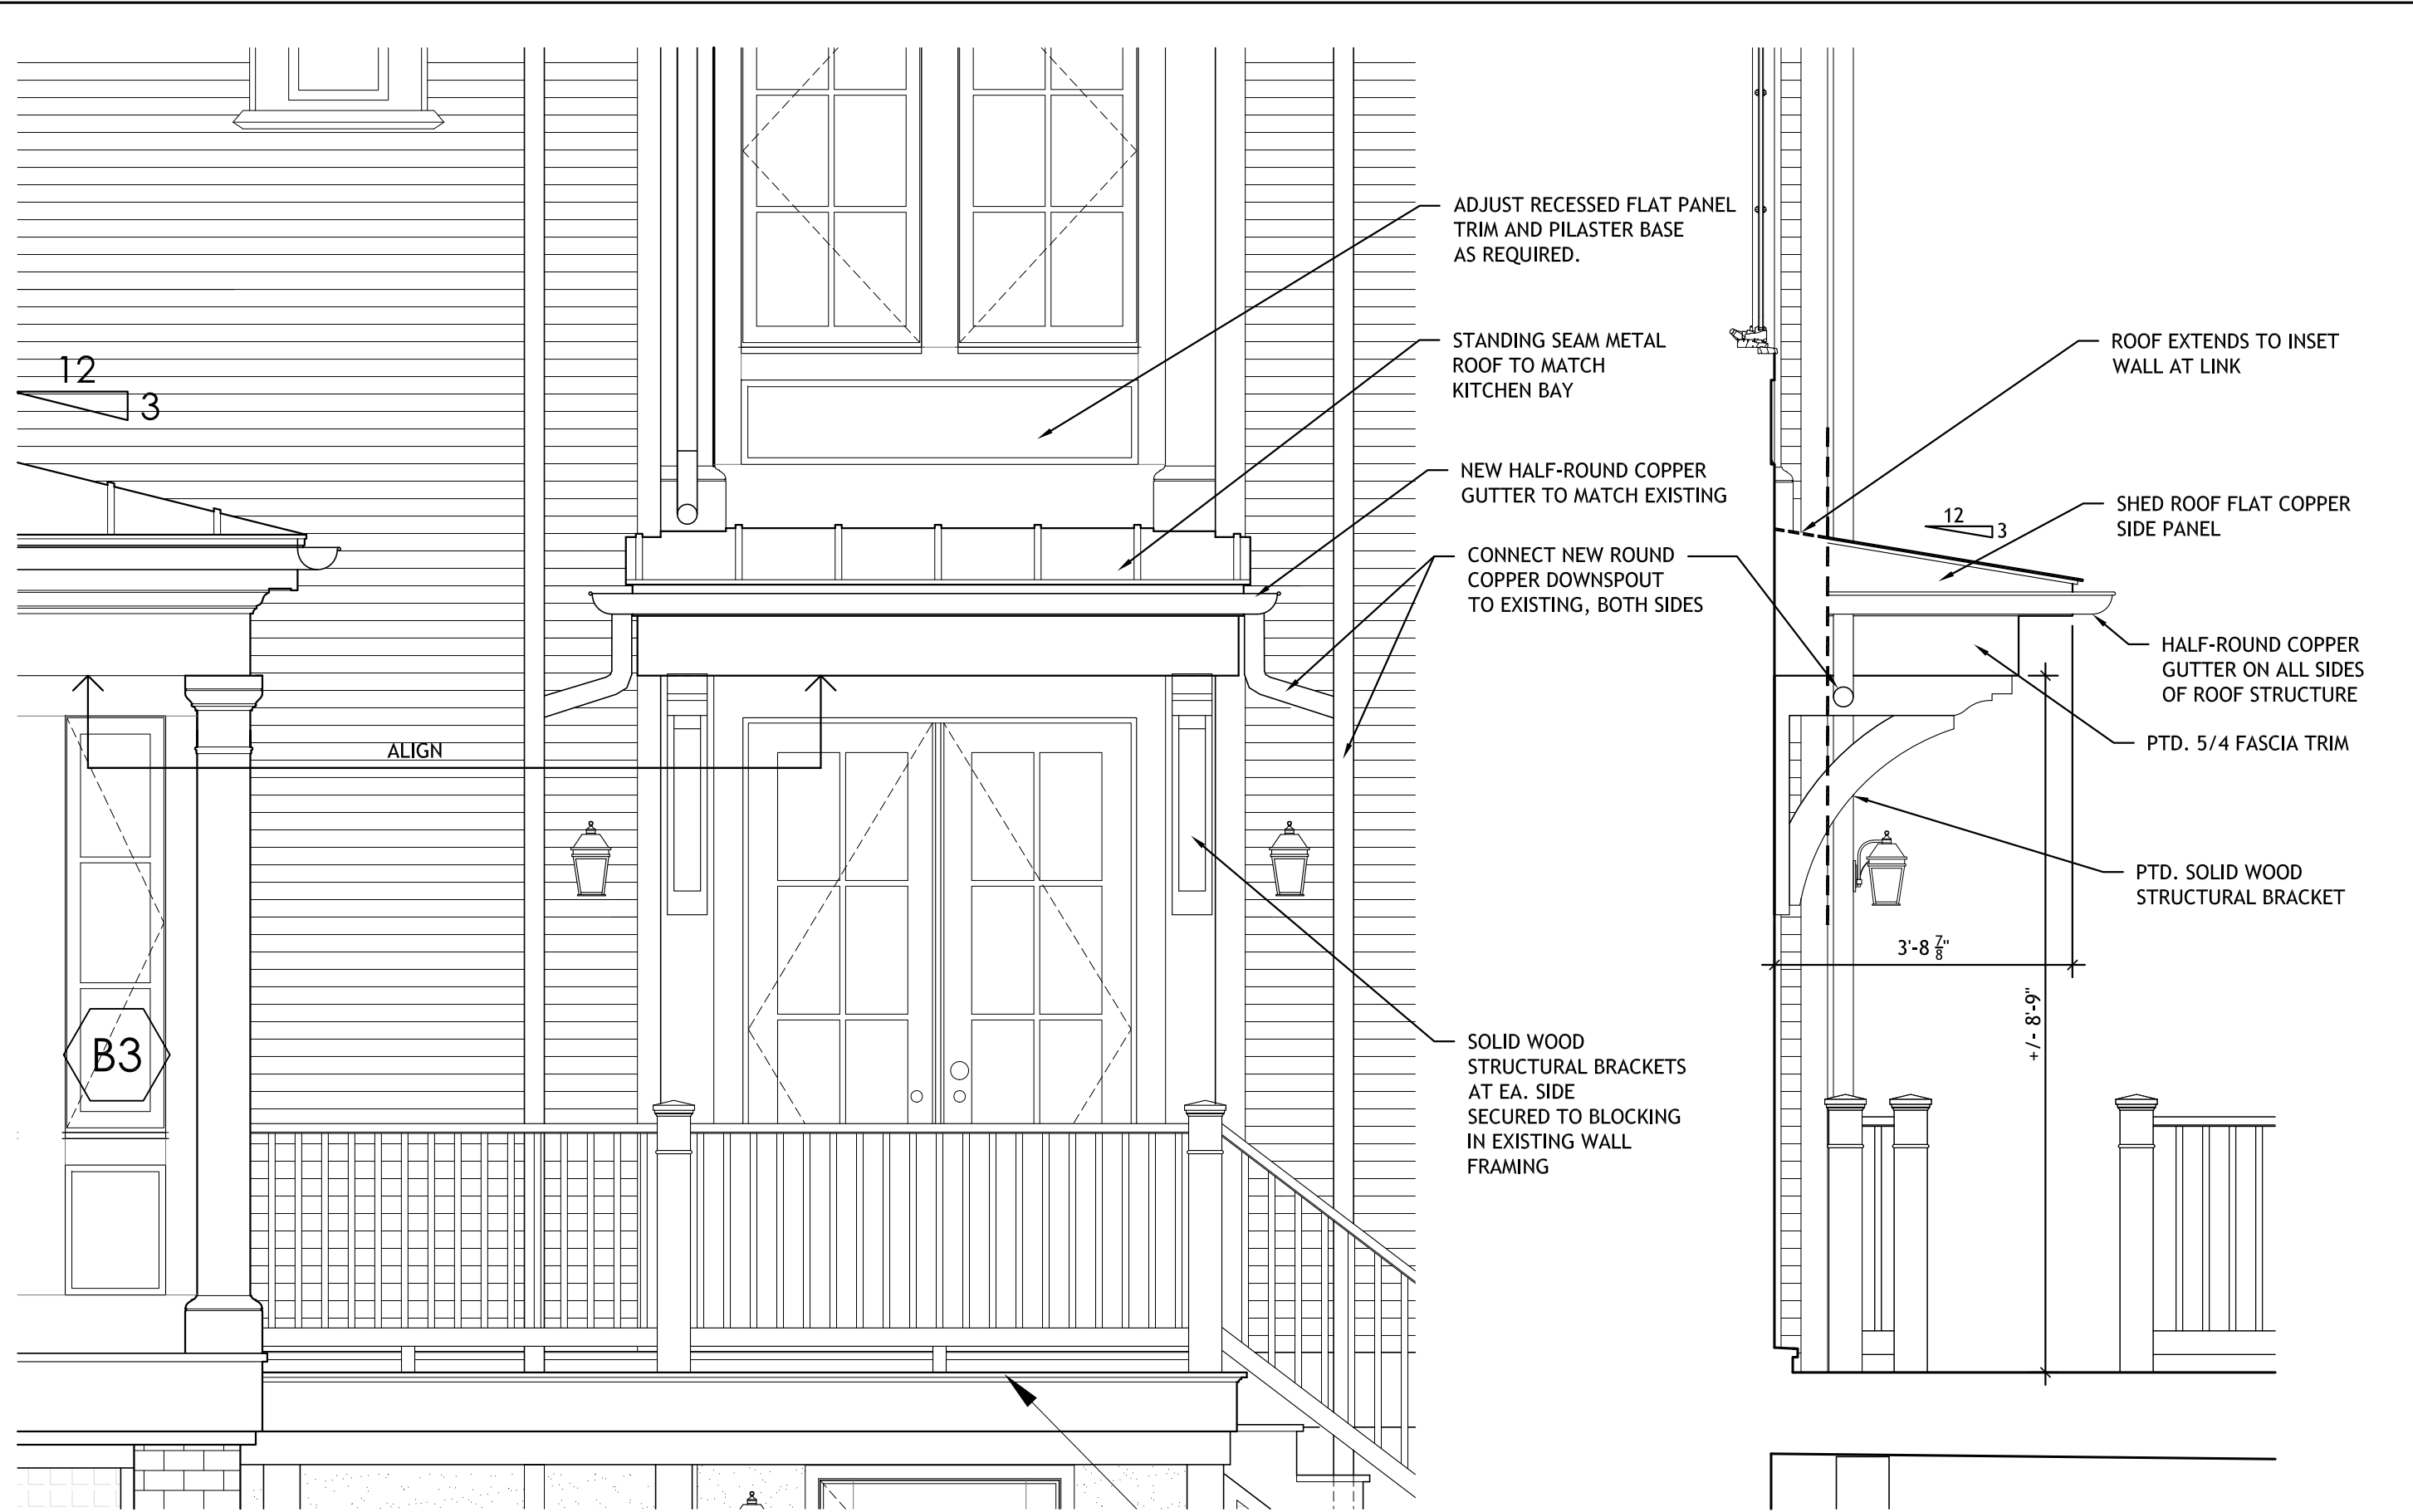 12
3
ALIGN
B3
ADJUST RECESSED FLAT PANEL
TRIM AND PILASTER BASE
AS REQUIRED.
STANDING SEAM METAL
ROOF TO MATCH
KITCHEN BAY
NEW HALF-ROUND COPPER
GUTTER TO MATCH EXISTING
CONNECT NEW ROUND
COPPER DOWNSPOUT
TO EXISTING, BOTH SIDES
SOLID WOOD
STRUCTURAL BRACKETS
AT EA. SIDE
SECURED TO BLOCKING
IN EXISTING WALL
FRAMING
ROOF EXTENDS TO INSET
WALL AT LINK
12
3
SHED ROOF FLAT COPPER
SIDE PANEL
HALF-ROUND COPPER
GUTTER ON ALL SIDES
OF ROOF STRUCTURE
PTD. 5/4 FASCIA TRIM
PTD. SOLID WOOD
STRUCTURAL BRACKET
3'-8 7/8"
+/- 8'-9"